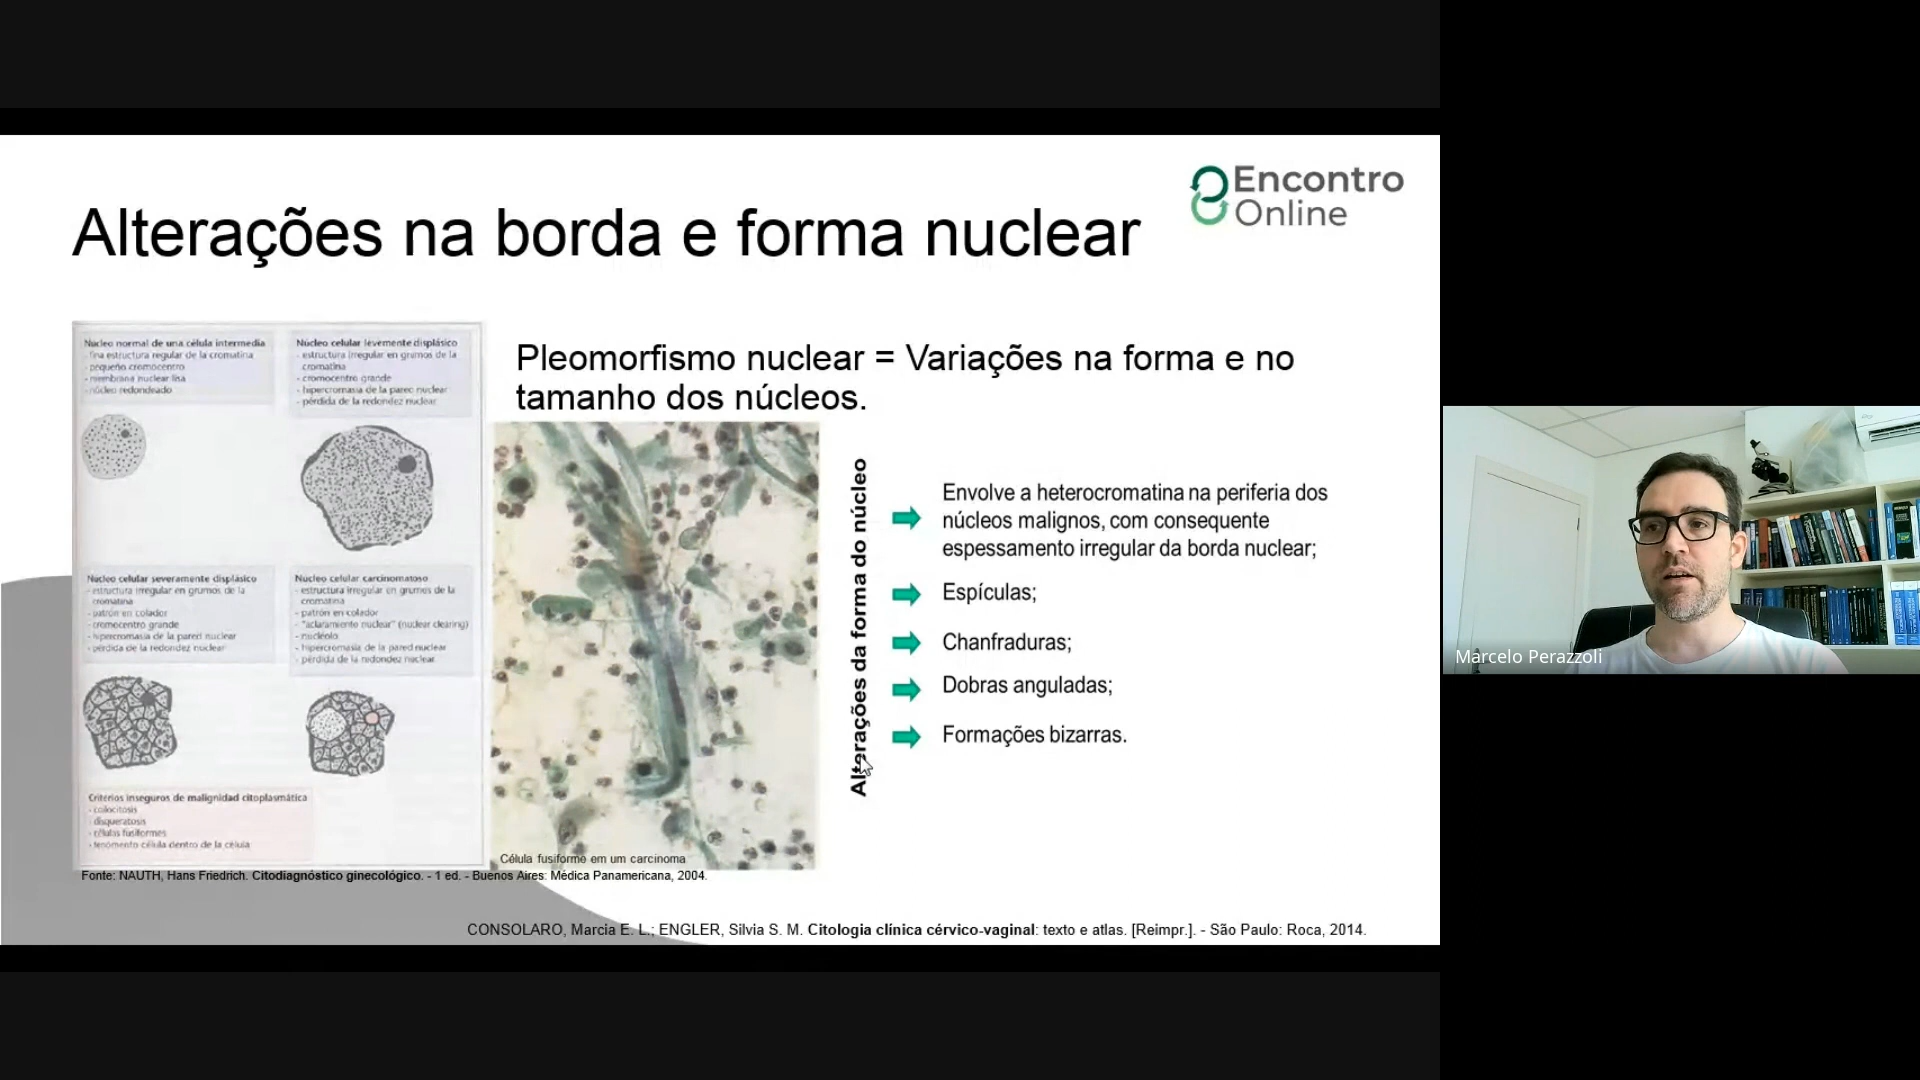 Encontro
Online
Alterações na borda e forma nuclear
Núcleo normal de una célula intermedia
- fina estructura regular de la cromatina
- pequeño cromocentro
- membrana nuclear lisa
- núcleo redondeado
Núcleo celular levemente displásico
- estructura irregular en grumos de la
cromatina
- cromocentro grande
- hipercromasia de la pared nuclear
- pérdida de la redondez nuclear
Núcleo celular severamente displásico
- estructura irregular en grumos de la
cromatina
- patrón en colador
- cromocentro grande
- hipercromasia de la pared nuclear
- pérdida de la redondez nuclear
Núcleo celular carcinomatoso
- estructura irregular en grumos de la
cromatina
- patrón en colador
- "aclaramiento nuclear" (nuclear clearing)
- nucléolo
- hipercromasia de la pared nuclear
- pérdida de la redondez nuclear
Criterios inseguros de malignidad citoplasmática
- coilocitosis
- disqueratosis
- células fusiformes
- fenómento célula dentro de la célula
Pleomorfismo nuclear = Variações na forma e no
tamanho dos núcleos.
Célula fusiforme em um carcinoma
Alterações da forma do núcleo
Envolve a heterocromatina na periferia dos
núcleos malignos, com consequente
espessamento irregular da borda nuclear;
Espículas;
Chanfraduras;
Dobras anguladas;
Formações bizarras.
Fonte: NAUTH, Hans Friedrich. Citodiagnóstico ginecológico. - 1 ed. - Buenos Aires: Médica Panamericana, 2004.
CONSOLARO, Marcia E. L.; ENGLER, Silvia S. M. Citologia clínica cérvico-vaginal: texto e atlas. [Reimpr.]. - São Paulo: Roca, 2014.
Marcelo Perazzoli